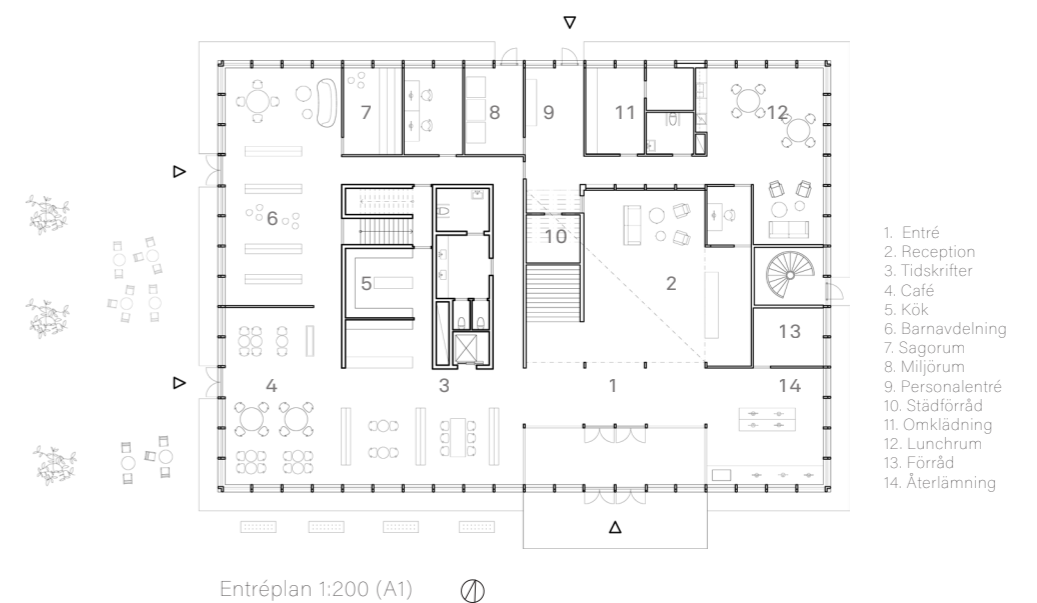 7
8
9
11
12
6
10
5
2
13
4
3
1
14
1. Entré
2. Reception
3. Tidskrifter
4. Café
5. Kök
6. Barnavdelning
7. Sagorum
8. Miljörum
9. Personalentré
10. Städförråd
11. Omklädning
12. Lunchrum
13. Förråd
14. Återlämning
Entréplan 1:200 (A1)